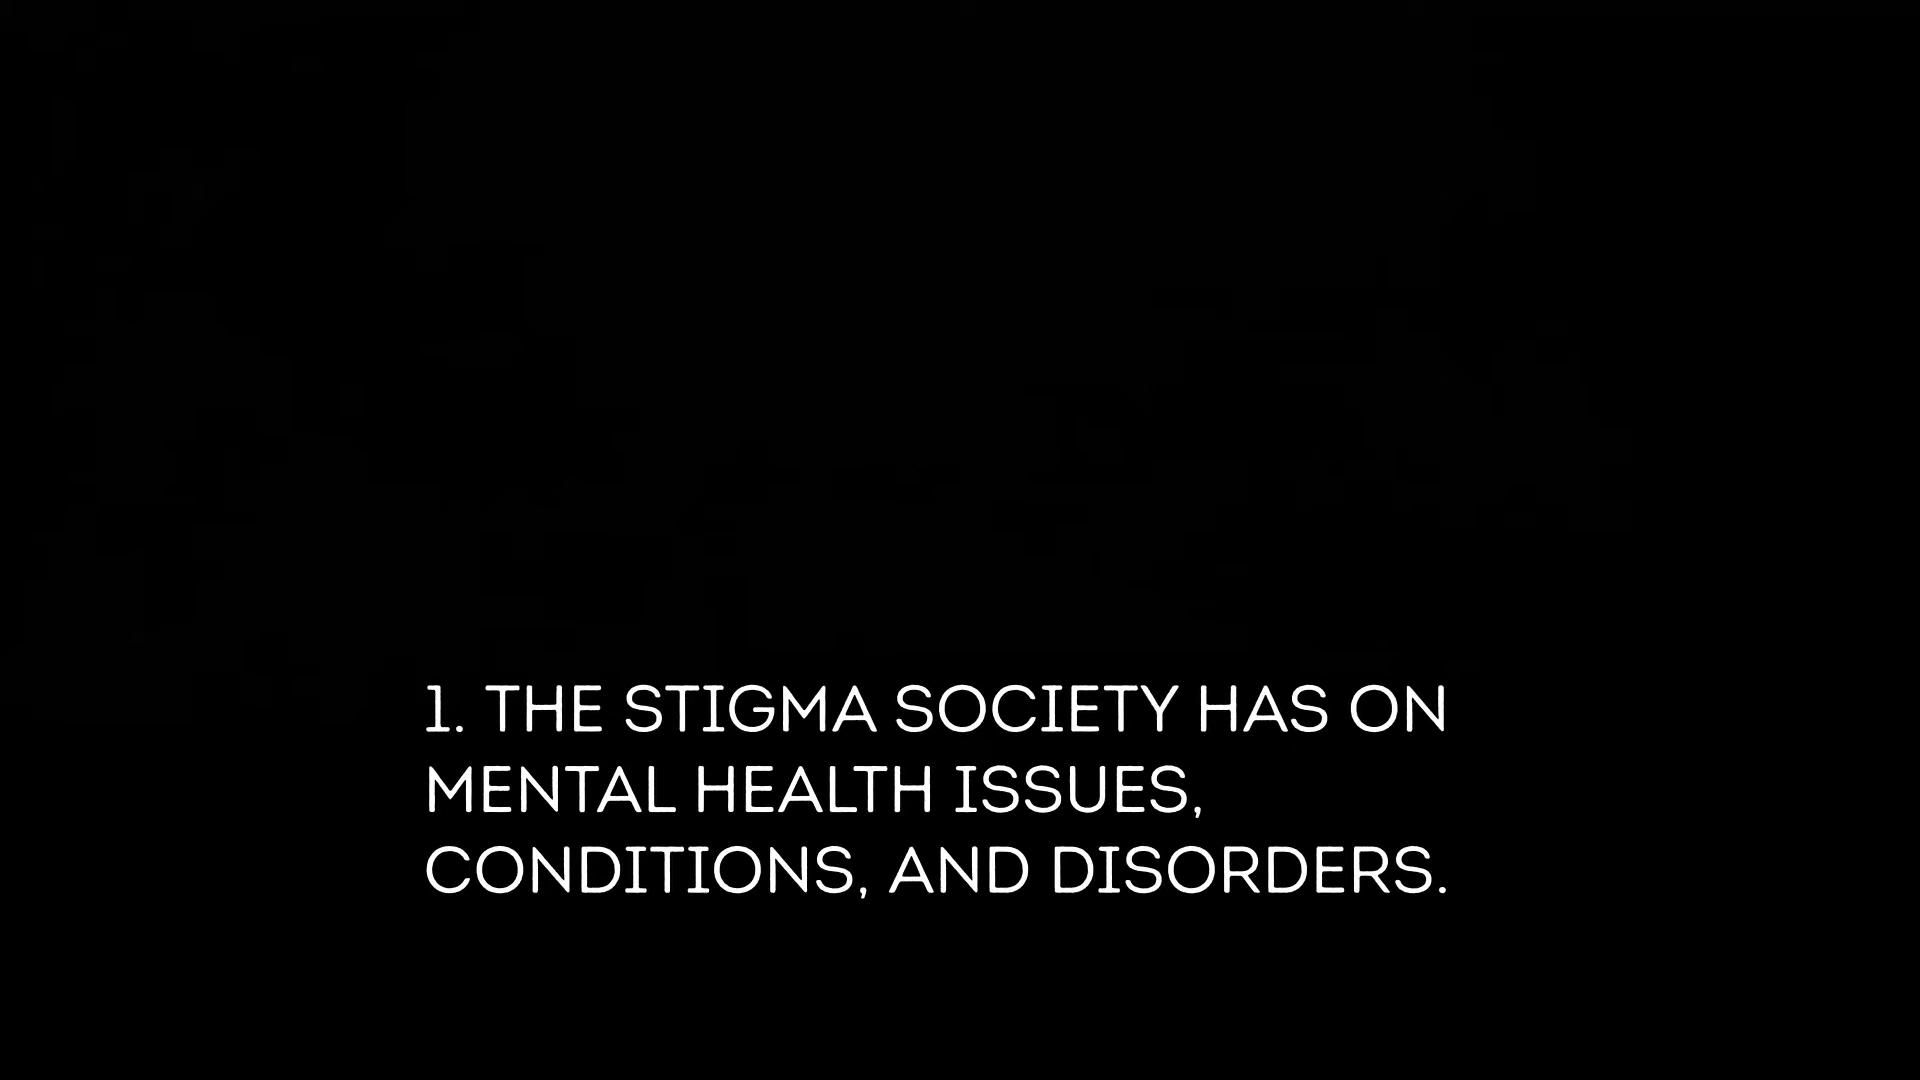 1. THE STIGMA SOCIETY HAS ON
MENTAL HEALTH ISSUES,
CONDITIONS, AND DISORDERS.